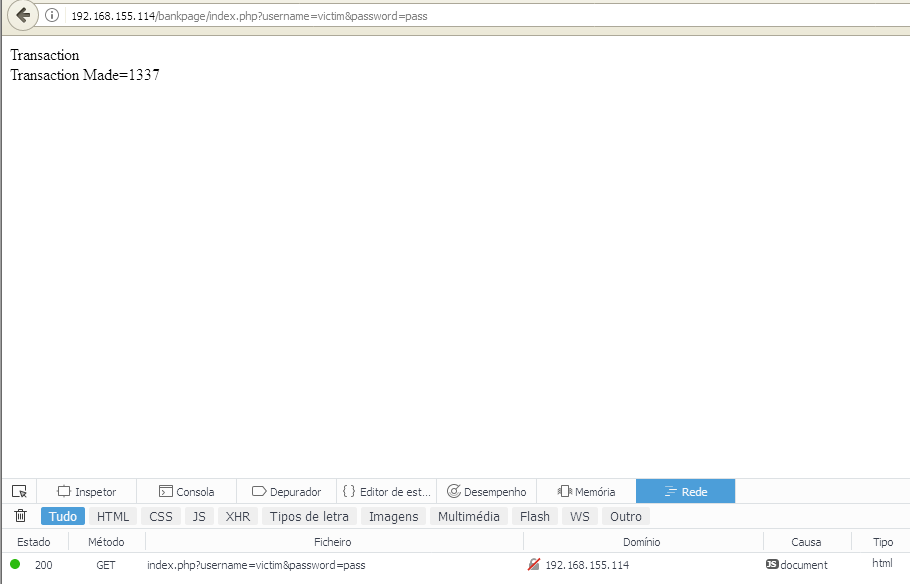 192.168.155.114/bankpage/index.php?username=victim&password=pass
Transaction
Transaction Made=1337
Inspetor Consola Depurador { } Editor de est... Desempenho Memória Rede
Tudo HTML CSS JS XHR Tipos de letra Imagens Multimédia Flash WS Outro
Estado Método Ficheiro Domínio Causa Tipo
200 GET index.php?username=victim&password=pass 192.168.155.114 JS document html